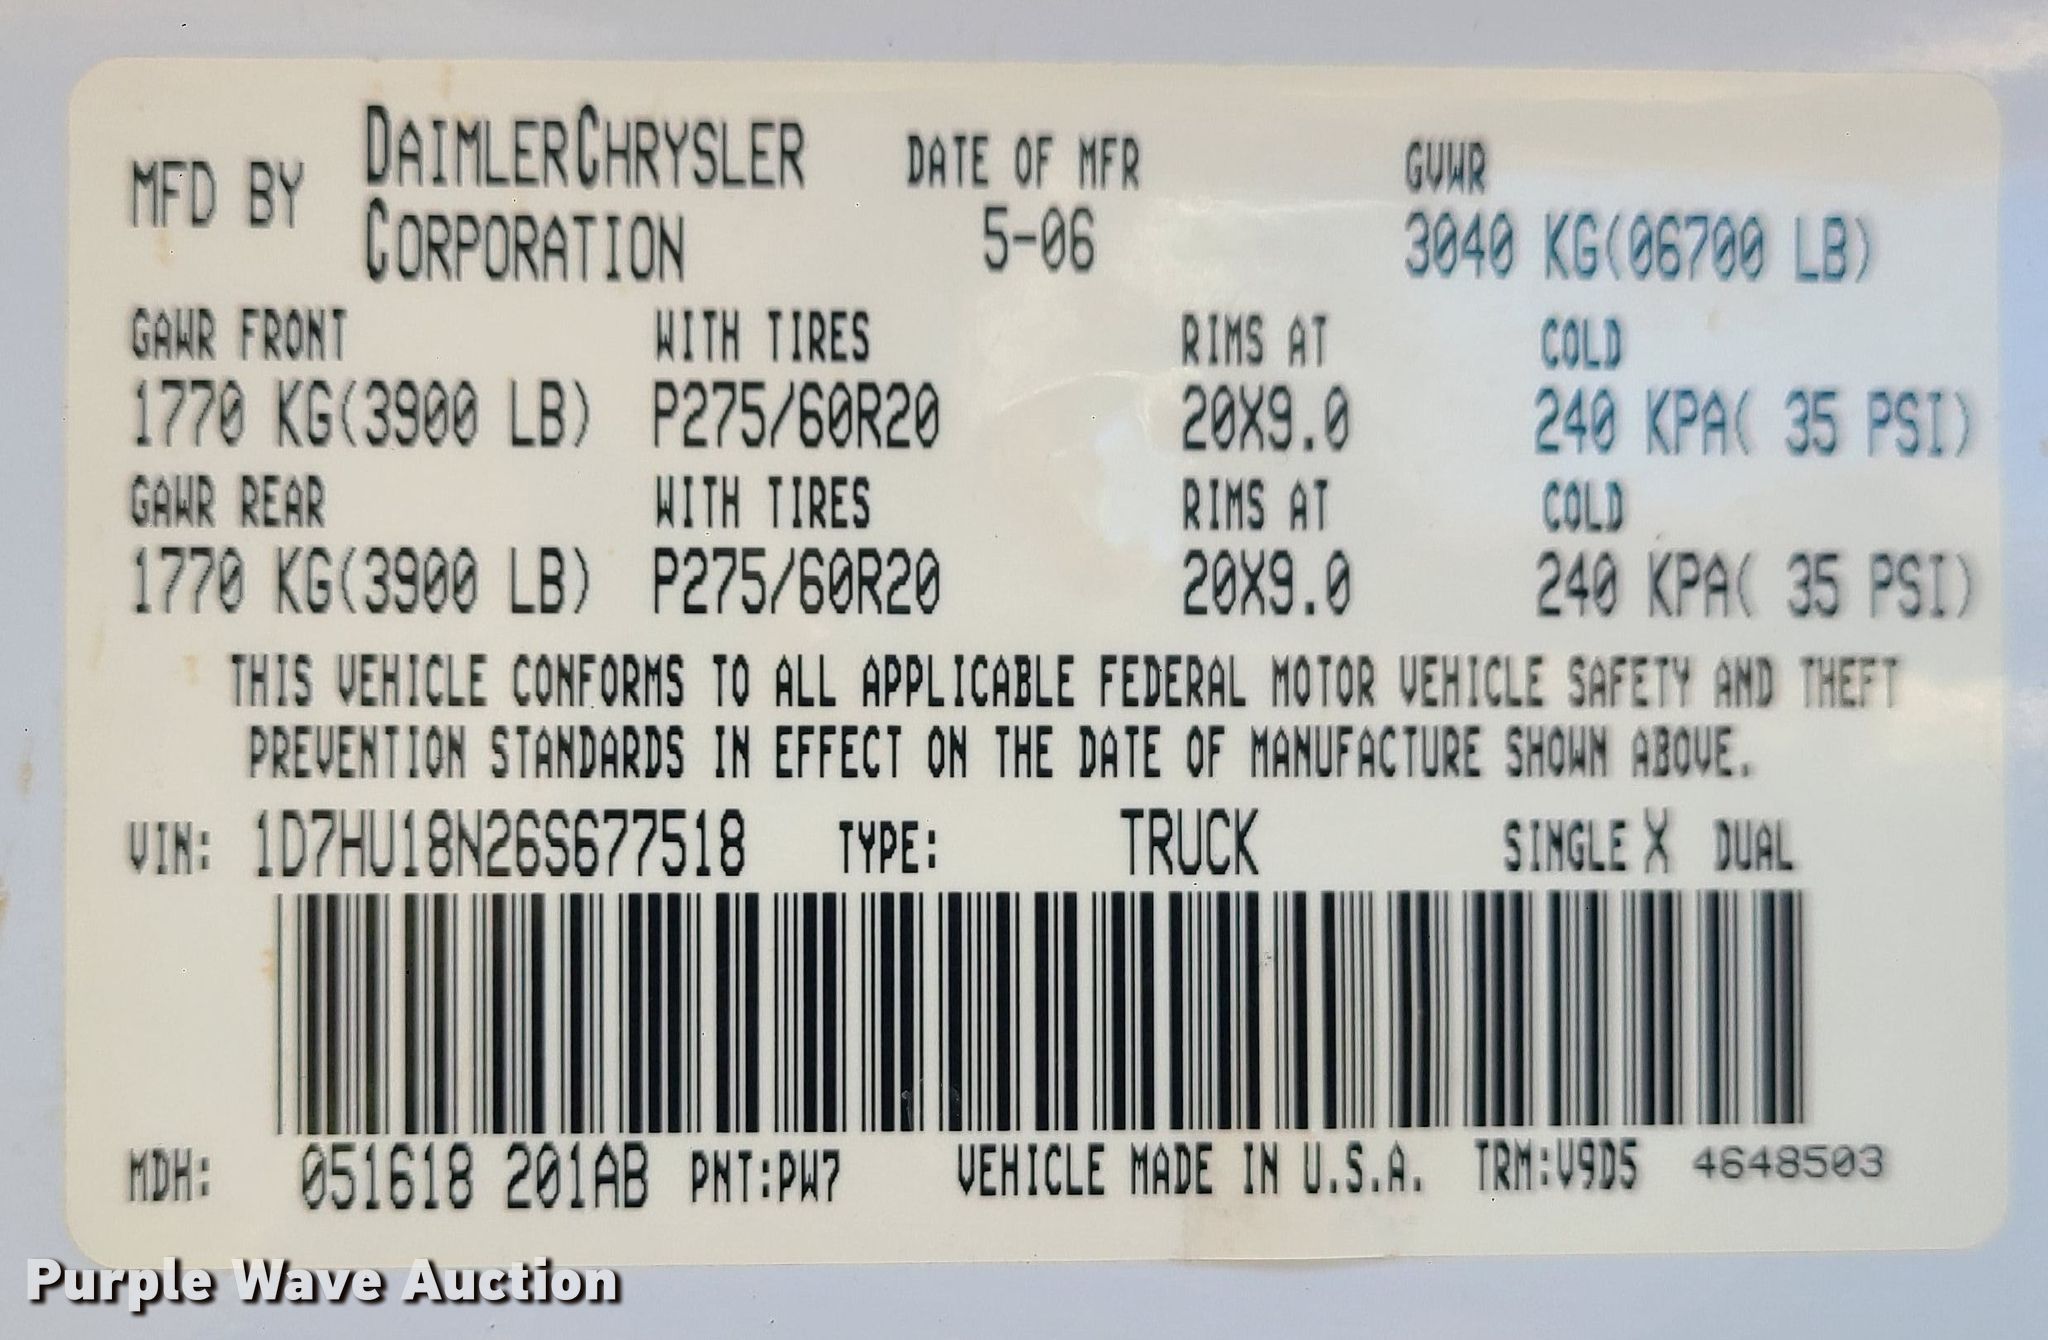 MFD BY DAIMLERCHRYSLER CORPORATION DATE OF MFR 5-06 GVWR 3040 KG(06700 LB)
GAWR FRONT WITH TIRES RIMS AT COLD
1770 KG(3900 LB) P275/60R20 20X9.0 240 KPA( 35 PSI)
GAWR REAR WITH TIRES RIMS AT COLD
1770 KG(3900 LB) P275/60R20 20X9.0 240 KPA( 35 PSI)
THIS VEHICLE CONFORMS TO ALL APPLICABLE FEDERAL MOTOR VEHICLE SAFETY AND THEFT
PREVENTION STANDARDS IN EFFECT ON THE DATE OF MANUFACTURE SHOWN ABOVE.
VIN: 1D7HU18N26S677518 TYPE: TRUCK SINGLE X DUAL
MDH: 051618 201AB PNT:PW7 VEHICLE MADE IN U.S.A. TRM:V9D5 4648503
Purple Wave Auction